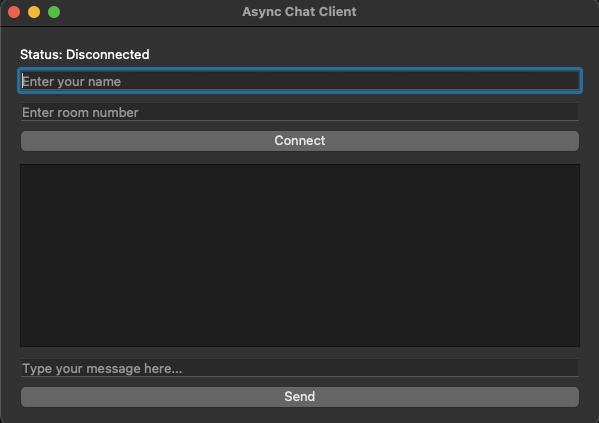 Async Chat Client
Status: Disconnected
Enter your name
Enter room number
Connect
Type your message here...
Send